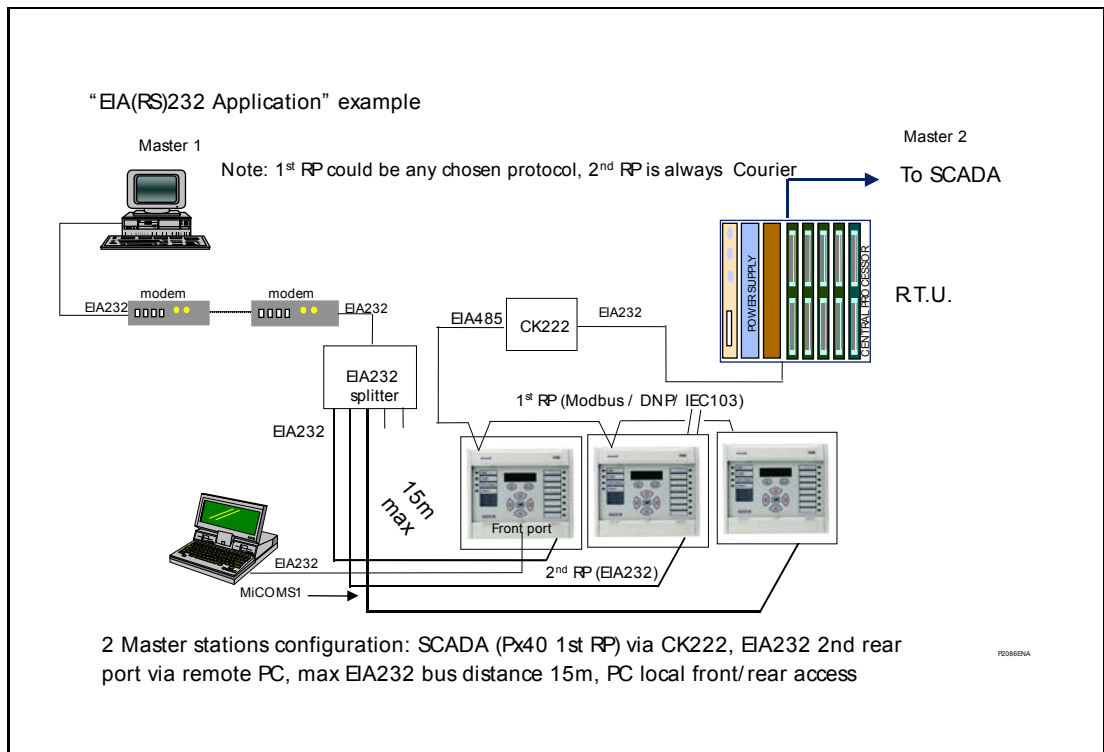 “EIA(RS)232 Application” example
Master 1
Master 2
Note: 1st RP could be any chosen protocol, 2nd RP is always Courier
To SCADA
POWER SUPPLY
CENTRAL PROCESSOR
R.T.U.
modem
modem
EIA232
EIA232
EIA485
CK222
EIA232
EIA232
splitter
1st RP (Modbus / DNP/ IEC103)
EIA232
15m
max
Front port
EIA232
2nd RP (EIA232)
MiCOMS1
2 Master stations configuration: SCADA (Px40 1st RP) via CK222, EIA232 2nd rear
port via remote PC, max EIA232 bus distance 15m, PC local front/rear access
P2086ENA